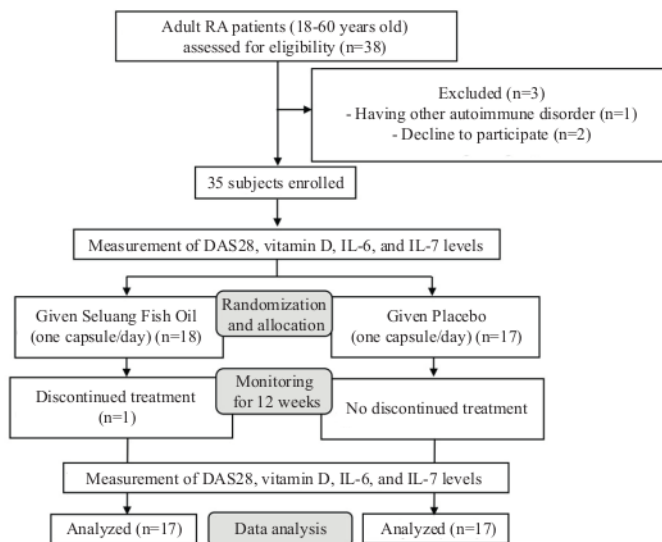 Adult RA patients (18-60 years old)
assessed for eligibility (n=38)
Excluded (n=3)
- Having other autoimmune disorder (n=1)
- Decline to participate (n=2)
35 subjects enrolled
Measurement of DAS28, vitamin D, IL-6, and IL-7 levels
Given Seluang Fish Oil
(one capsule/day) (n=18)
Randomization
and allocation
Given Placebo
(one capsule/day) (n=17)
Discontinued treatment
(n=1)
Monitoring
for 12 weeks
No discontinued treatment
Measurement of DAS28, vitamin D, IL-6, and IL-7 levels
Analyzed (n=17)
Data analysis
Analyzed (n=17)